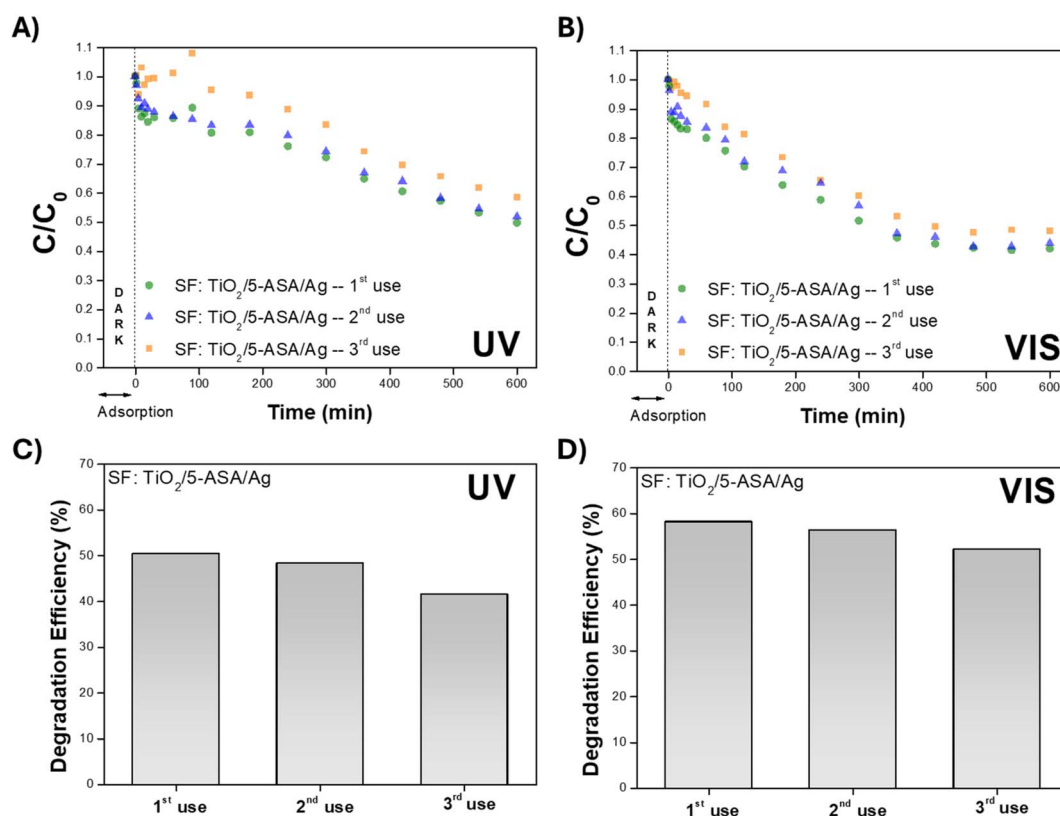 A)
1.1
1.0
0.9
0.8
0.7
0.6
0.5
0.4
0.3
0.2
0.1
0.0
C/C₀
D
A
R
K
SF: TiO₂/5-ASA/Ag -- 1ˢᵗ use
SF: TiO₂/5-ASA/Ag -- 2ⁿᵈ use
SF: TiO₂/5-ASA/Ag -- 3ʳᵈ use
UV
0 100 200 300 400 500 600
Adsorption
Time (min)
B)
1.1
1.0
0.9
0.8
0.7
0.6
0.5
0.4
0.3
0.2
0.1
0.0
C/C₀
D
A
R
K
SF: TiO₂/5-ASA/Ag -- 1ˢᵗ use
SF: TiO₂/5-ASA/Ag -- 2ⁿᵈ use
SF: TiO₂/5-ASA/Ag -- 3ʳᵈ use
VIS
0 100 200 300 400 500 600
Adsorption
Time (min)
C)
70
60
50
40
30
20
10
0
Degradation Efficiency (%)
SF: TiO₂/5-ASA/Ag
UV
1ˢᵗ use 2ⁿᵈ use 3ʳᵈ use
D)
70
60
50
40
30
20
10
0
Degradation Efficiency (%)
SF: TiO₂/5-ASA/Ag
VIS
1ˢᵗ use 2ⁿᵈ use 3ʳᵈ use